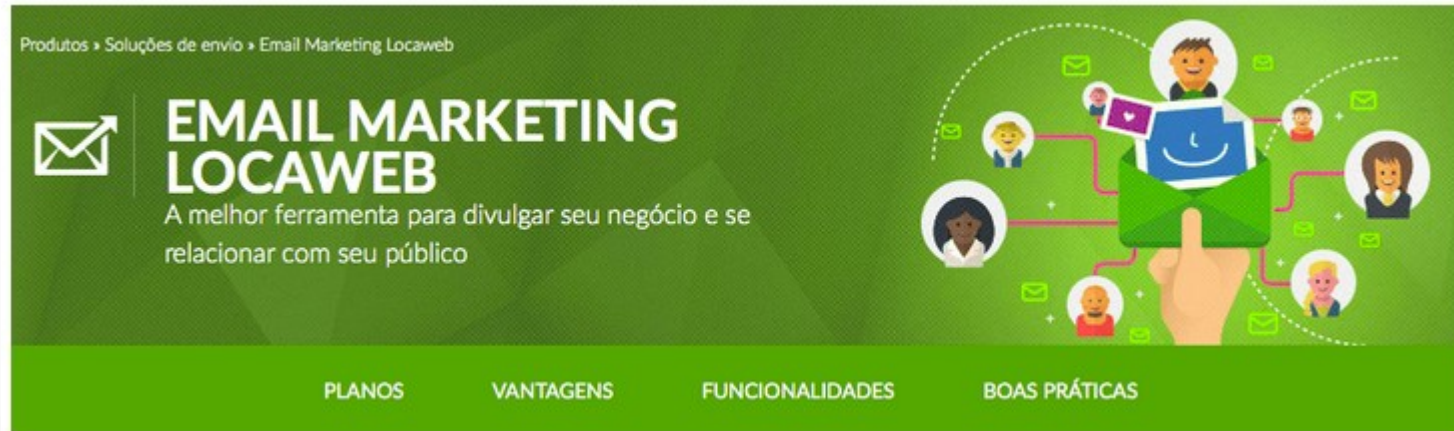 Produtos » Soluções de envio » Email Marketing Locaweb
EMAIL MARKETING
LOCAWEB
A melhor ferramenta para divulgar seu negócio e se
relacionar com seu público
PLANOS VANTAGENS FUNCIONALIDADES BOAS PRÁTICAS